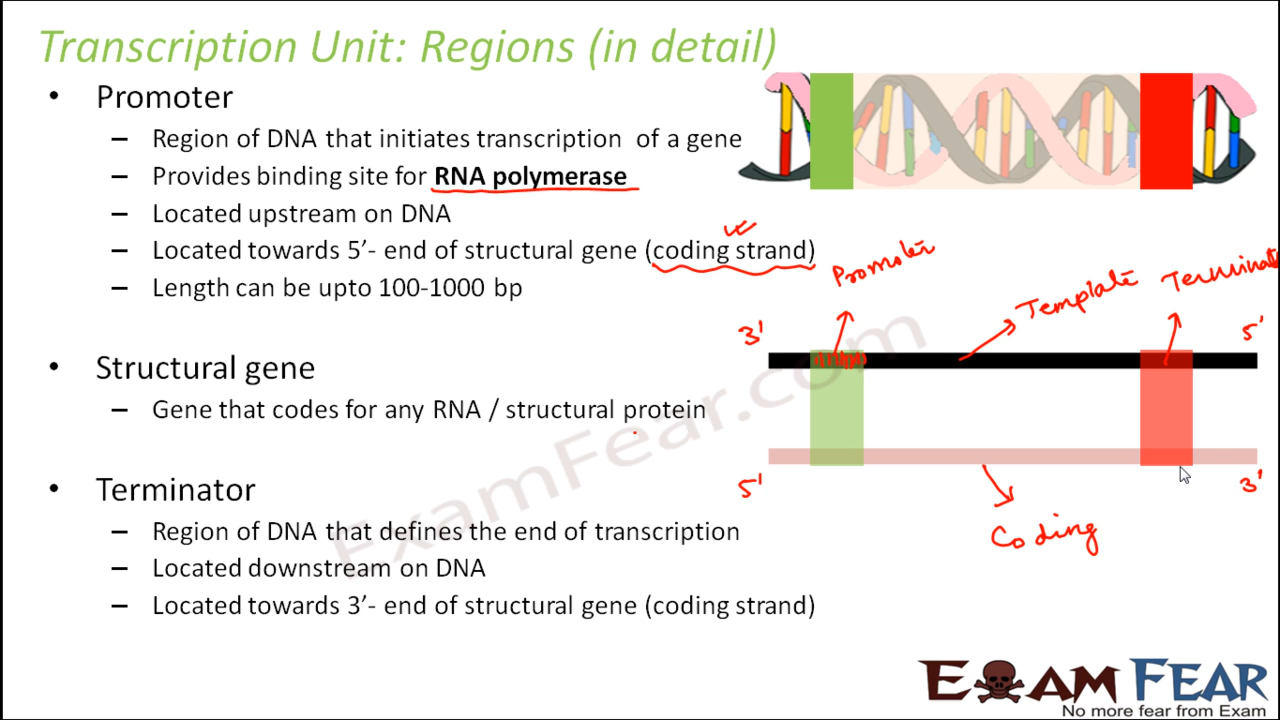 Transcription Unit: Regions (in detail)
• Promoter
– Region of DNA that initiates transcription of a gene
– Provides binding site for RNA polymerase
– Located upstream on DNA
– Located towards 5'- end of structural gene (coding strand)
– Length can be upto 100-1000 bp
• Structural gene
– Gene that codes for any RNA / structural protein
• Terminator
– Region of DNA that defines the end of transcription
– Located downstream on DNA
– Located towards 3'- end of structural gene (coding strand)
Promoter
Template
Terminat
3'
5'
5'
3'
Coding
ExamFear.com
EXAM FEAR
No more fear from Exam